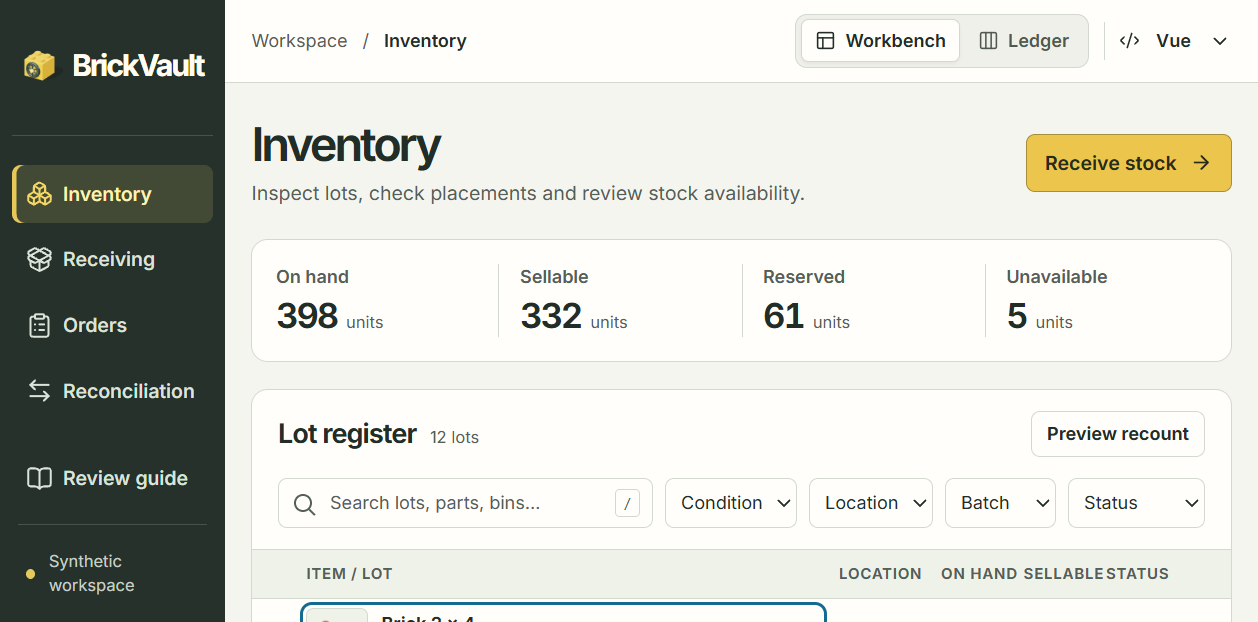 BrickVault
Workspace / Inventory
Workbench
Ledger
</> Vue
Inventory
Receiving
Orders
Reconciliation
Review guide
Synthetic
workspace
Inventory
Inspect lots, check placements and review stock availability.
Receive stock
On hand
398 units
Sellable
332 units
Reserved
61 units
Unavailable
5 units
Lot register 12 lots
Preview recount
Search lots, parts, bins... /
Condition
Location
Batch
Status
ITEM / LOT LOCATION ON HAND SELLABLE STATUS
Brick 2 × 4